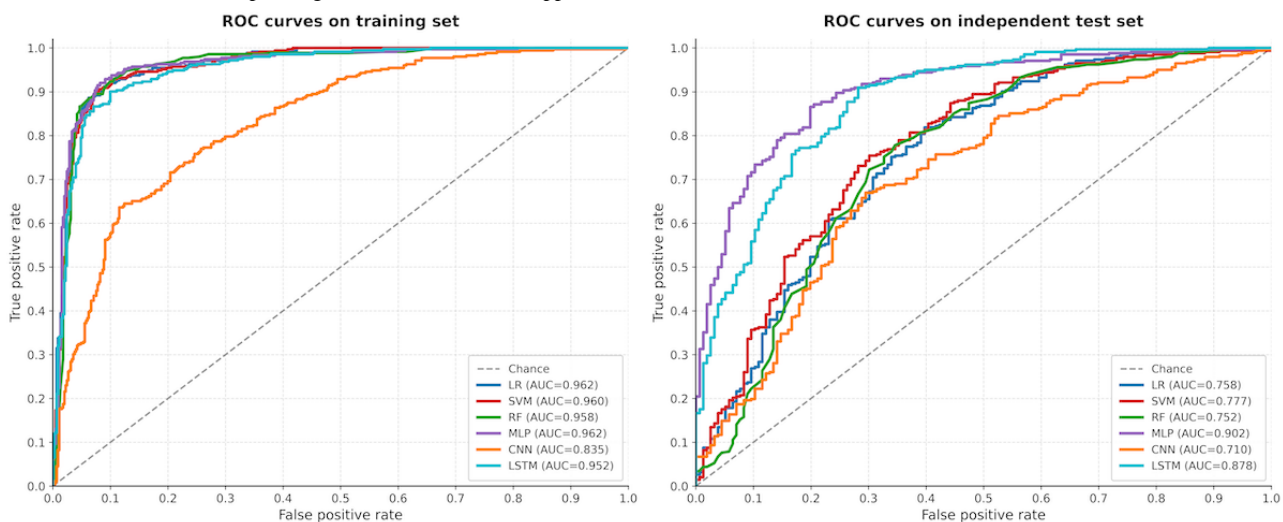 ROC curves on training set
1.0
0.9
0.8
0.7
0.6
0.5
0.4
0.3
0.2
0.1
0.0
True positive rate
0.0 0.1 0.2 0.3 0.4 0.5 0.6 0.7 0.8 0.9 1.0
False positive rate
Chance
LR (AUC=0.962)
SVM (AUC=0.960)
RF (AUC=0.958)
MLP (AUC=0.962)
CNN (AUC=0.835)
LSTM (AUC=0.952)
ROC curves on independent test set
1.0
0.9
0.8
0.7
0.6
0.5
0.4
0.3
0.2
0.1
0.0
True positive rate
0.0 0.1 0.2 0.3 0.4 0.5 0.6 0.7 0.8 0.9 1.0
False positive rate
Chance
LR (AUC=0.758)
SVM (AUC=0.777)
RF (AUC=0.752)
MLP (AUC=0.902)
CNN (AUC=0.710)
LSTM (AUC=0.878)